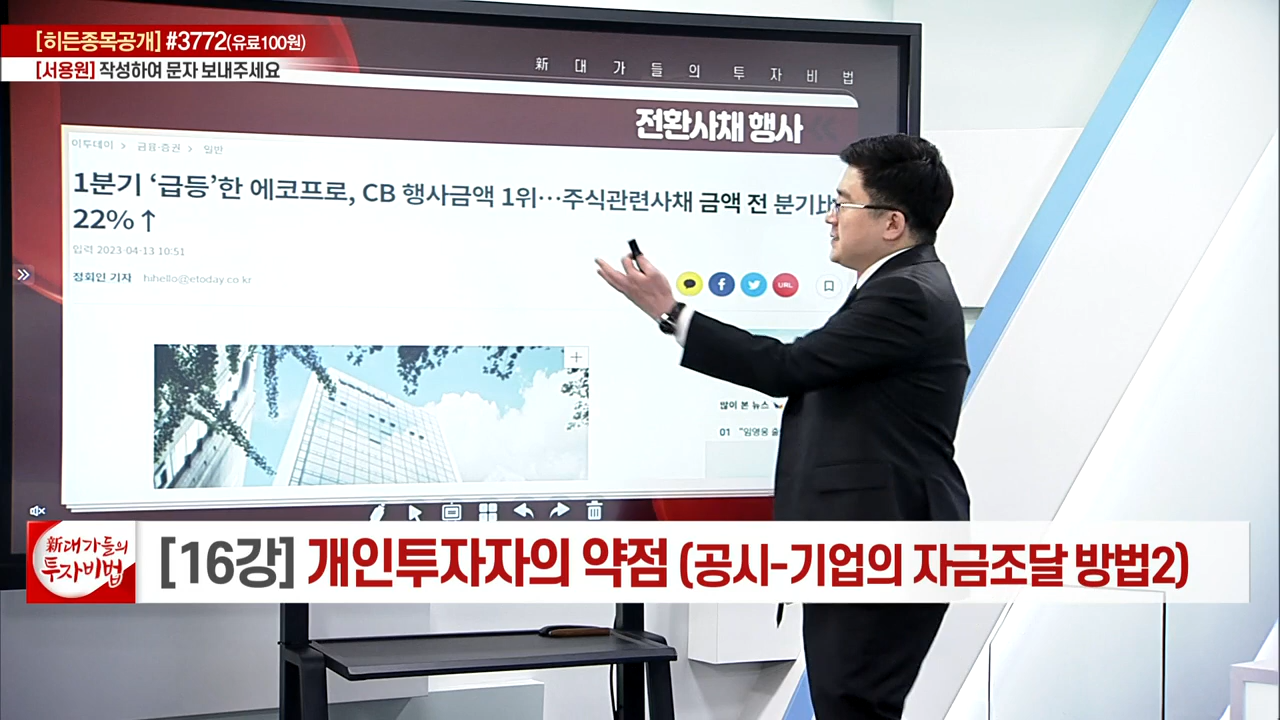 [히든종목공개] #3772(유료100원)
[서용원] 작성하여 문자 보내주세요
新 대 가 들 의 투 자 비 법
전환사채 행사
이투데이 > 금융·증권 > 일반
1분기 ‘급등’한 에코프로, CB 행사금액 1위…주식관련사채 금액 전 분기比
22%↑
입력 2023-04-13 10:51
정회인 기자 hihello@etoday.co.kr
URL
많이 본 뉴스
01 "임영웅
新대가들의
투자비법
[16강] 개인투자자의 약점 (공시-기업의 자금조달 방법2)